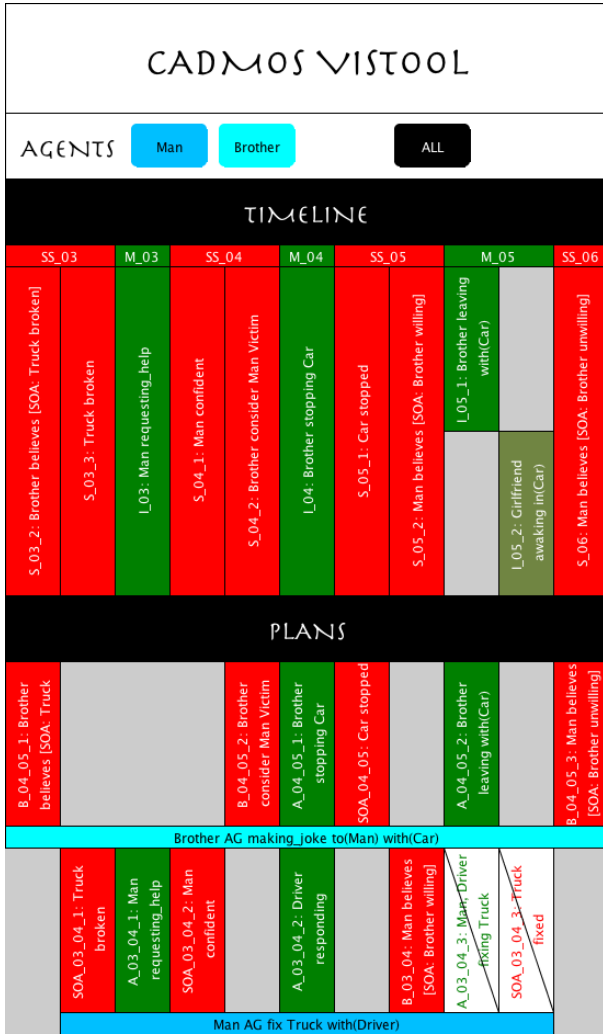 CADMOS VISTOOL
AGENTS
Man
Brother
ALL
TIMELINE
SS_03
M_03
SS_04
M_04
SS_05
M_05
SS_06
S_03_2: Brother believes [SOA: Truck broken]
S_03_3: Truck broken
I_03: Man requesting_help
S_04_1: Man confident
S_04_2: Brother consider Man Victim
I_04: Brother stopping Car
S_05_1: Car stopped
S_05_2: Man believes [SOA: Brother willing]
I_05_1: Brother leaving
with(Car)
I_05_2: Girlfriend
awaking in(Car)
S_06: Man believes [SOA: Brother unwilling]
PLANS
B_04_05_1: Brother
believes [SOA: Truck
B_04_05_2: Brother
consider Man Victim
A_04_05_1: Brother
stopping Car
SOA_04_05: Car stopped
A_04_05_2: Brother
leaving with(Car)
B_04_05_3: Man believes
[SOA: Brother unwilling]
Brother AG making_joke to(Man) with(Car)
SOA_03_04_1: Truck
broken
A_03_04_1: Man
requesting_help
SOA_03_04_2: Man
confident
A_03_04_2: Driver
responding
B_03_04: Man believes
[SOA: Brother willing]
A_03_04_3: Man, Driver
fixing Truck
SOA_03_04_3: Truck
fixed
Man AG fix Truck with(Driver)